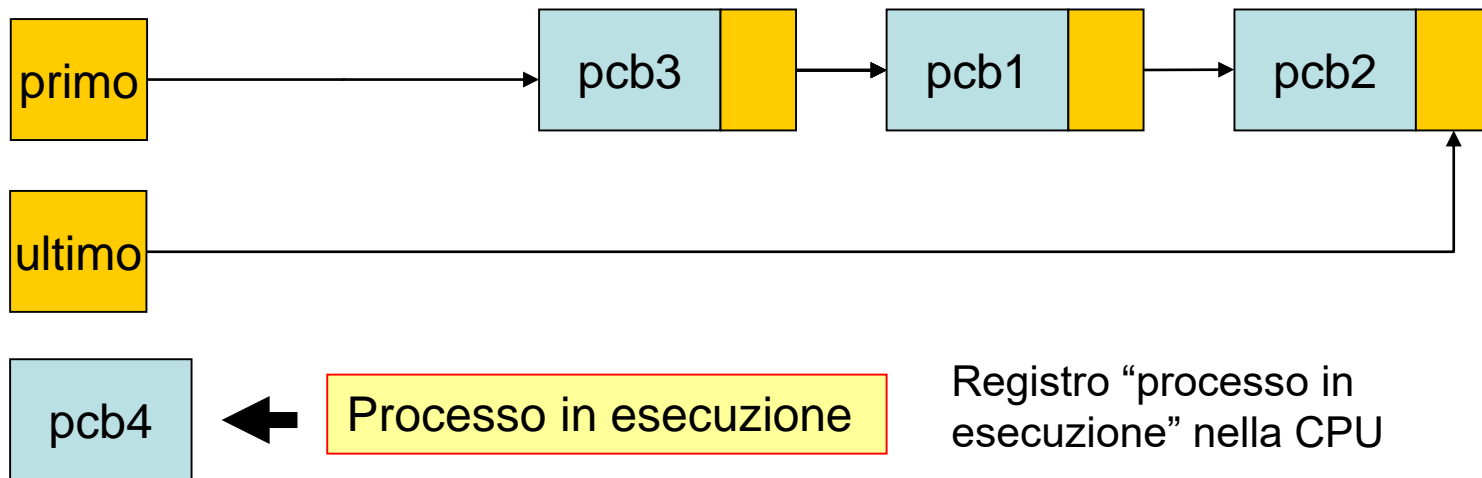 primo
pcb3
pcb1
pcb2
ultimo
pcb4
Processo in esecuzione
Registro “processo in
esecuzione” nella CPU